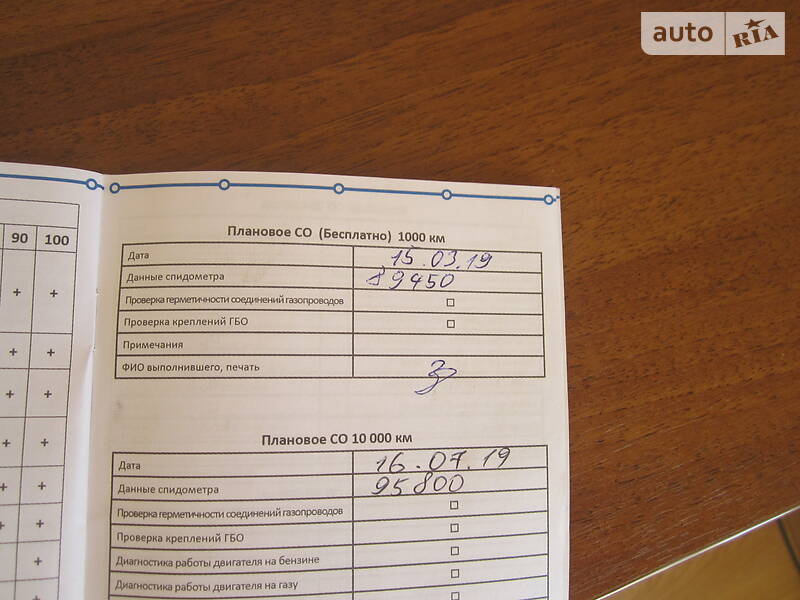 auto RIA
90 100
+ +
+ +
+ +
+ +
+ +
+ +
+
+
Плановое СО (Бесплатно) 1000 км
Дата 15.03.19
Данные спидометра 89450
Проверка герметичности соединений газопроводов
Проверка креплений ГБО
Примечания
ФИО выполнившего, печать
Плановое СО 10 000 км
Дата 16.07.19
Данные спидометра 95800
Проверка герметичности соединений газопроводов
Проверка креплений ГБО
Диагностика работы двигателя на бензине
Диагностика работы двигателя на газу